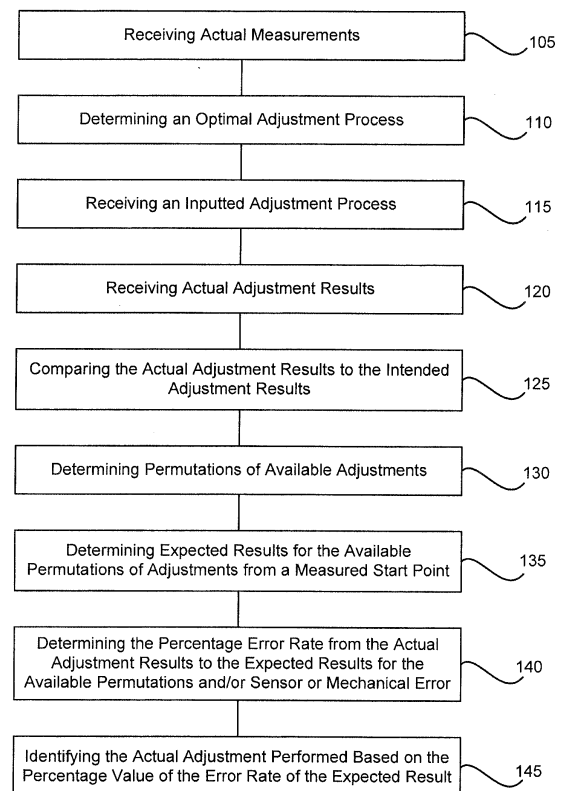 Receiving Actual Measurements
105
Determining an Optimal Adjustment Process
110
Receiving an Inputted Adjustment Process
115
Receiving Actual Adjustment Results
120
Comparing the Actual Adjustment Results to the Intended
Adjustment Results
125
Determining Permutations of Available Adjustments
130
Determining Expected Results for the Available
Permutations of Adjustments from a Measured Start Point
135
Determining the Percentage Error Rate from the Actual
Adjustment Results to the Expected Results for the
Available Permutations and/or Sensor or Mechanical Error
140
Identifying the Actual Adjustment Performed Based on the
Percentage Value of the Error Rate of the Expected Result
145